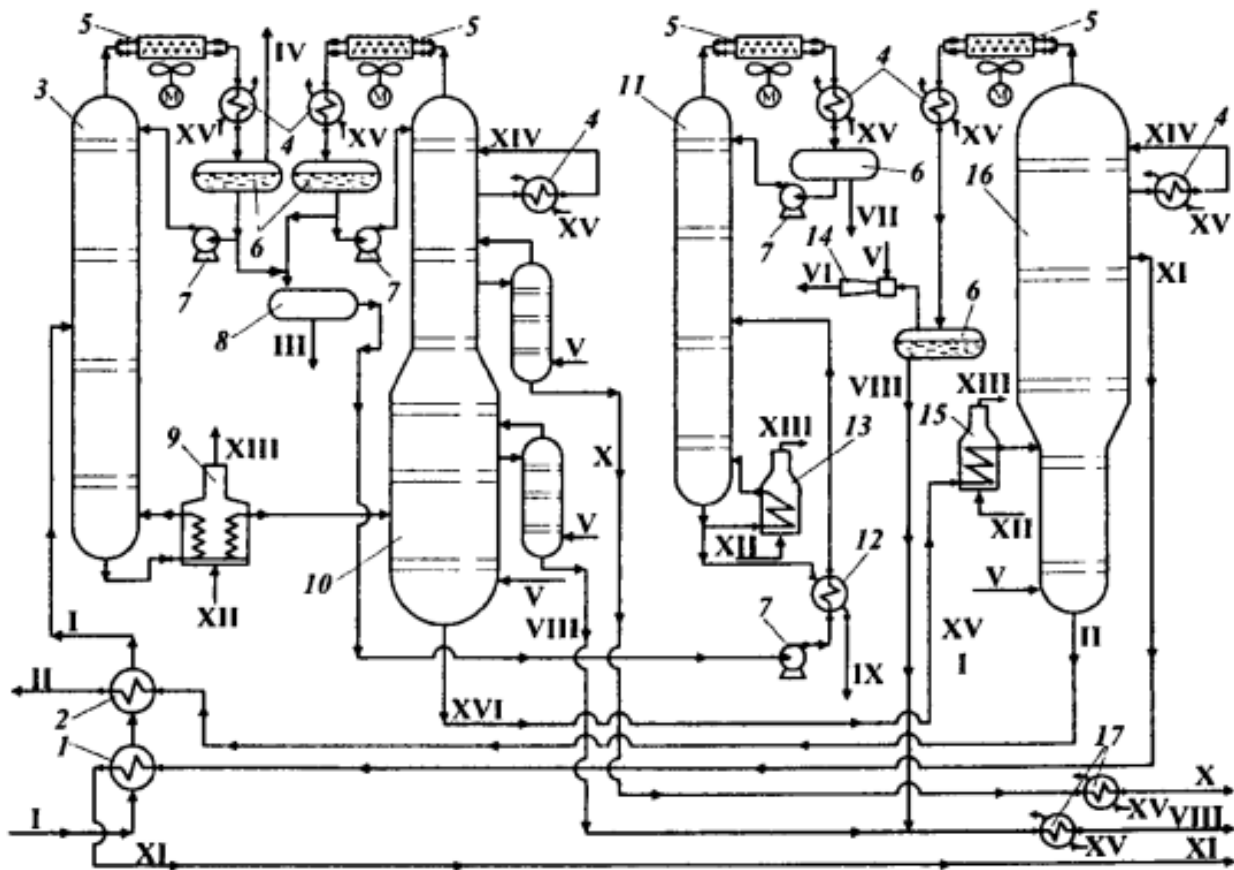 5 5 5 5
IV
3 11 4 4
M M M M
XV 4 XV XIV XV XV XIV
6 6 16
XV VII XV
7 7 7 14 V
VI XI
8 6
III V VIII
XIII XIII
9 XIII 13 15
X
V XII XII
10 12
XII V V
VIII XV II
I 7 I
II IX
2 XVI
1 17
X
I XV VIII
XI XV XI